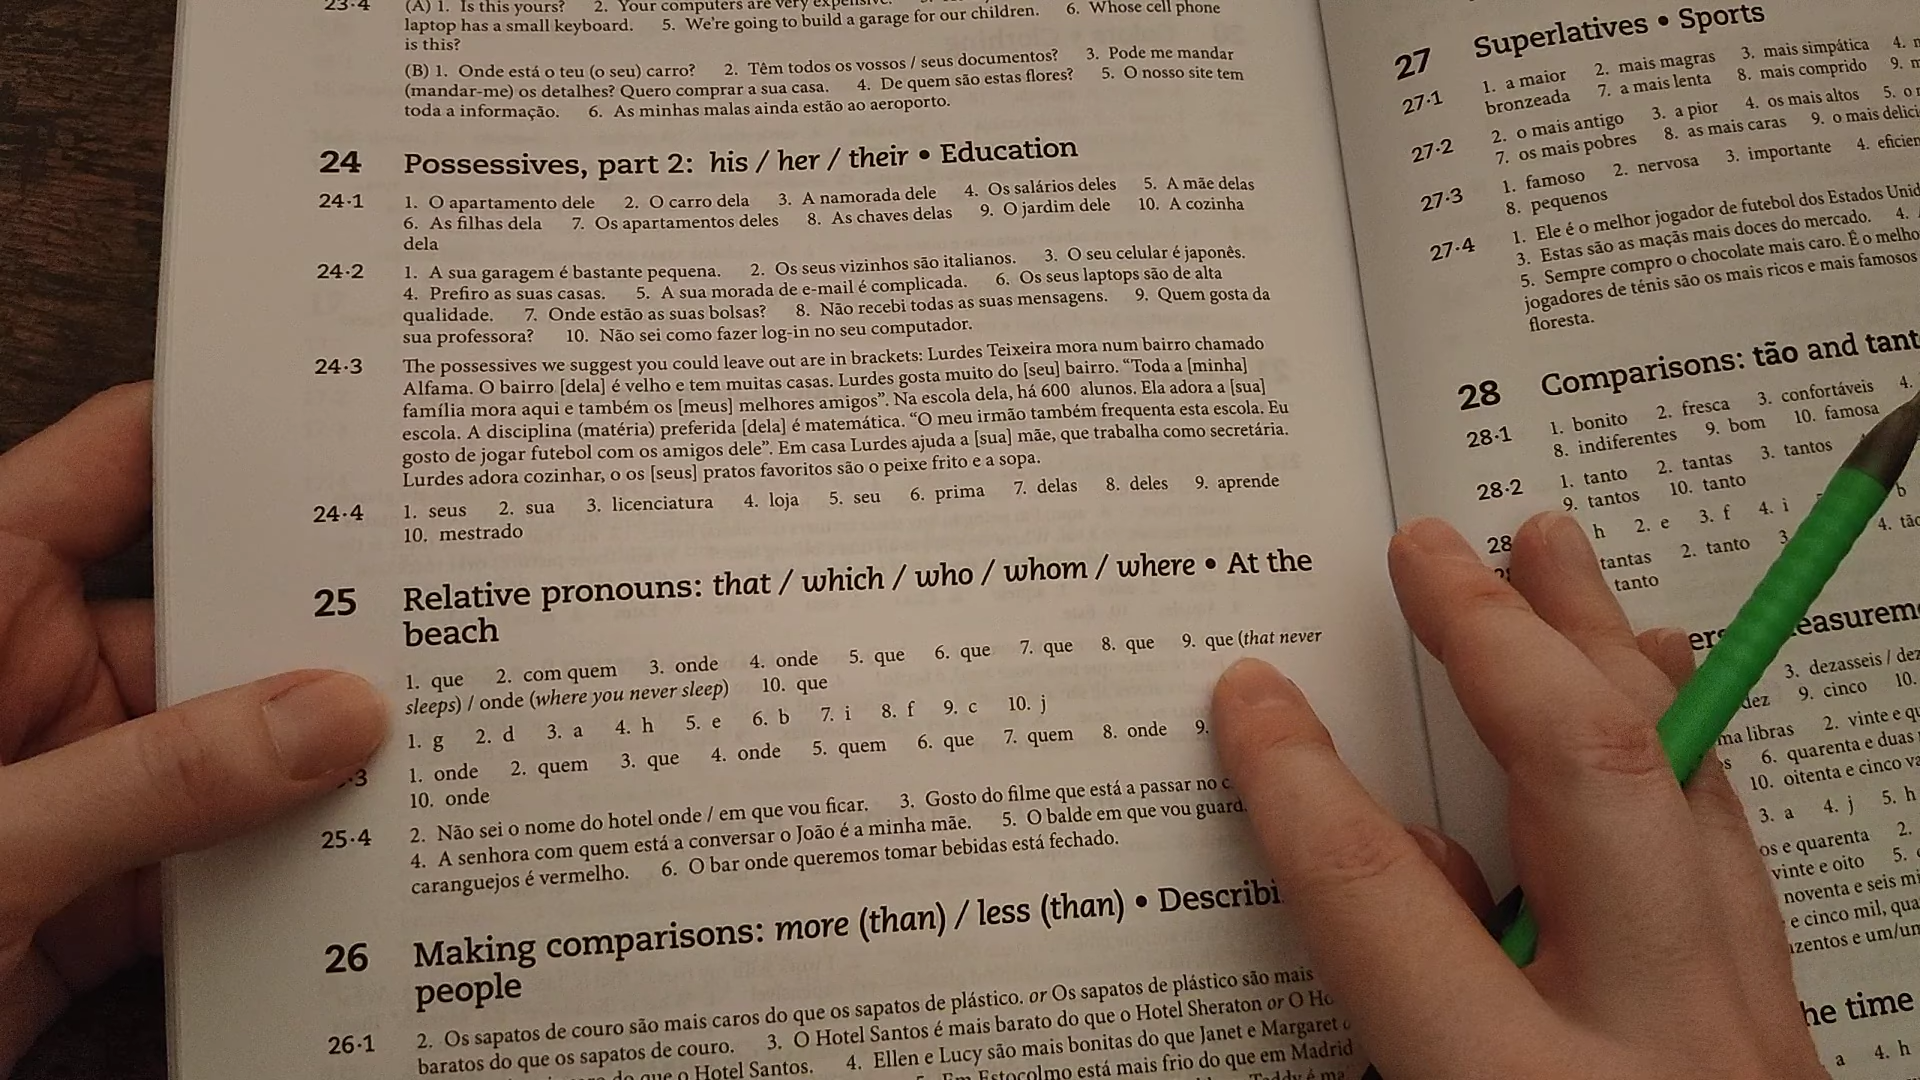 23·4 (A) 1. Is this yours? 2. Your computers are very expensive.
laptop has a small keyboard. 5. We're going to build a garage for our children. 6. Whose cell phone
is this?
(B) 1. Onde está o teu (o seu) carro? 2. Têm todos os vossos / seus documentos? 3. Pode me mandar
(mandar-me) os detalhes? Quero comprar a sua casa. 4. De quem são estas flores? 5. O nosso site tem
toda a informação. 6. As minhas malas ainda estão ao aeroporto.
24 Possessives, part 2: his / her / their • Education
24·1 1. O apartamento dele 2. O carro dela 3. A namorada dele 4. Os salários deles 5. A mãe delas
6. As filhas dela 7. Os apartamentos deles 8. As chaves delas 9. O jardim dele 10. A cozinha
dela
24·2 1. A sua garagem é bastante pequena. 2. Os seus vizinhos são italianos. 3. O seu celular é japonês.
4. Prefiro as suas casas. 5. A sua morada de e-mail é complicada. 6. Os seus laptops são de alta
qualidade. 7. Onde estão as suas bolsas? 8. Não recebi todas as suas mensagens. 9. Quem gosta da
sua professora? 10. Não sei como fazer log-in no seu computador.
24·3 The possessives we suggest you could leave out are in brackets: Lurdes Teixeira mora num bairro chamado
Alfama. O bairro [dela] é velho e tem muitas casas. Lurdes gosta muito do [seu] bairro. “Toda a [minha]
família mora aqui e também os [meus] melhores amigos”. Na escola dela, há 600 alunos. Ela adora a [sua]
escola. A disciplina (matéria) preferida [dela] é matemática. “O meu irmão também frequenta esta escola. Eu
gosto de jogar futebol com os amigos dele”. Em casa Lurdes ajuda a [sua] mãe, que trabalha como secretária.
Lurdes adora cozinhar, o os [seus] pratos favoritos são o peixe frito e a sopa.
24·4 1. seus 2. sua 3. licenciatura 4. loja 5. seu 6. prima 7. delas 8. deles 9. aprende
10. mestrado
25 Relative pronouns: that / which / who / whom / where • At the
beach
1. que 2. com quem 3. onde 4. onde 5. que 6. que 7. que 8. que 9. que (that never
sleeps) / onde (where you never sleep) 10. que
1. g 2. d 3. a 4. h 5. e 6. b 7. i 8. f 9. c 10. j
·3 1. onde 2. quem 3. que 4. onde 5. quem 6. que 7. quem 8. onde 9.
10. onde
25·4 2. Não sei o nome do hotel onde / em que vou ficar. 3. Gosto do filme que está a passar no
4. A senhora com quem está a conversar o João é a minha mãe. 5. O balde em que vou
caranguejos é vermelho. 6. O bar onde queremos tomar bebidas está fechado.
26 Making comparisons: more (than) / less (than) •
people
26·1 2. Os sapatos de couro são mais caros do que os sapatos de plástico. or Os sapatos de plástico são mais
baratos do que os sapatos de couro. 3. O Hotel Santos é mais barato do que o Hotel Sheraton or O
do que o Hotel Santos. 4. Ellen e Lucy são mais bonitas do que Janet e Margaret
5. Em Estocolmo está mais frio do que em Madrid
27 Superlatives • Sports
27·1 1. a maior 2. mais magras 3. mais simpática 4.
bronzeada 7. a mais lenta 8. mais comprido 9.
27·2 2. o mais antigo 3. a pior 4. os mais altos 5.
7. os mais pobres 8. as mais caras 9. o mais
27·3 1. famoso 2. nervosa 3. importante 4.
8. pequenos
27·4 1. Ele é o melhor jogador de futebol dos Estados
3. Estas são as maçãs mais doces do mercado. 4.
5. Sempre compro o chocolate mais caro. É o
jogadores de ténis são os mais ricos e mais famosos
floresta.
28 Comparisons: tão and
28·1 1. bonito 2. fresca 3. confortáveis 4.
8. indiferentes 9. bom 10. famosa
28·2 1. tanto 2. tantas 3. tantos
9. tantos 10. tanto
28 h 2. e 3. f 4. i b
tantas 2. tanto 3. 4.
tanto
3. dezasseis /
dez 9. cinco 10.
libras 2. vinte e
6. quarenta e duas
10. oitenta e cinco
3. a 4. j 5. h
e quarenta 2.
vinte e oito 5.
noventa e seis
e cinco mil,
e um/
time
a 4. h